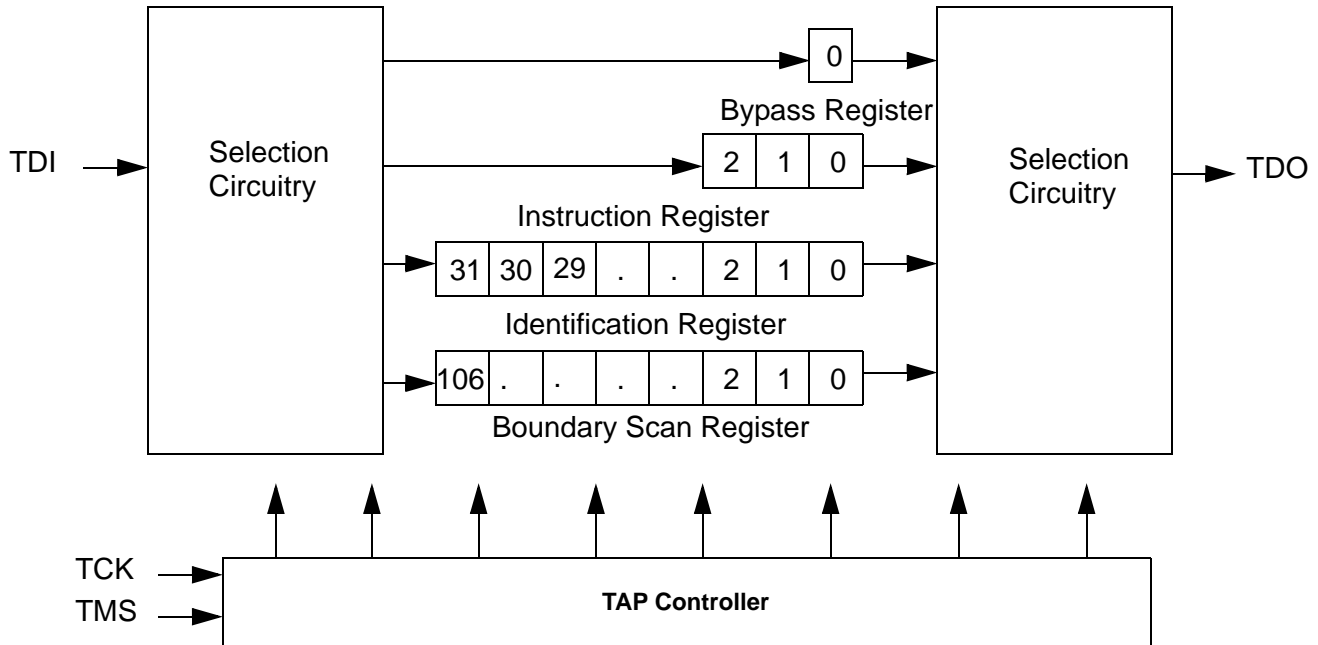 0
Bypass Register
TDI
Selection
Circuitry
2 1 0
Selection
Circuitry
TDO
Instruction Register
31 30 29 . . 2 1 0
Identification Register
106 . . . . 2 1 0
Boundary Scan Register
TCK
TMS
TAP Controller